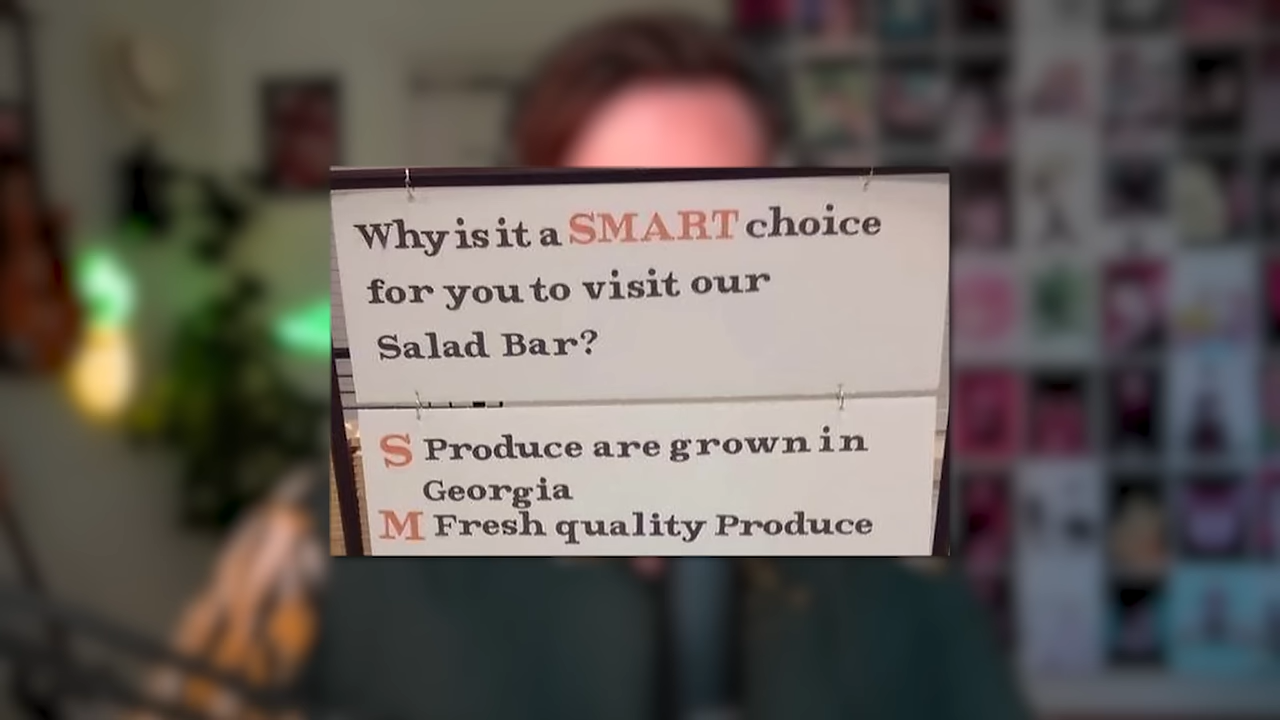 Why is it a SMART choice
for you to visit our
Salad Bar?
S Produce are grown in
Georgia
M Fresh quality Produce